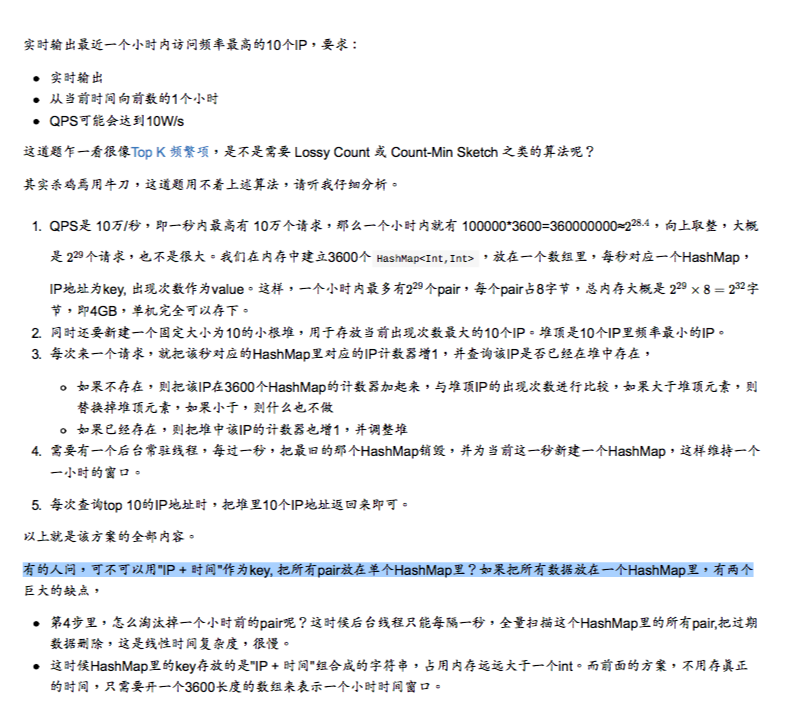 实时输出最近一个小时内访问频率最高的10个IP，要求：
• 实时输出
• 从当前时间向前数的1个小时
• QPS可能会达到10W/s
这道题乍一看很像Top K 频繁项，是不是需要 Lossy Count 或 Count-Min Sketch 之类的算法呢？
其实杀鸡焉用牛刀，这道题用不着上述算法，请听我仔细分析。
1. QPS是 10万/秒，即一秒内最高有 10万个请求，那么一个小时内就有 100000*3600=360000000≈2^28.4，向上取整，大概
是 2^29个请求，也不是很大。我们在内存中建立3600个 HashMap<Int,Int> ，放在一个数组里，每秒对应一个HashMap，
IP地址为key, 出现次数作为value。这样，一个小时内最多有2^29个pair，每个pair占8字节，总内存大概是 2^29 × 8 = 2^32字
节，即4GB，单机完全可以存下。
2. 同时还要新建一个固定大小为10的小根堆，用于存放当前出现次数最大的10个IP。堆顶是10个IP里频率最小的IP。
3. 每次来一个请求，就把该秒对应的HashMap里对应的IP计数器增1，并查询该IP是否已经在堆中存在，
◦ 如果不存在，则把该IP在3600个HashMap的计数器加起来，与堆顶IP的出现次数进行比较，如果大于堆顶元素，则
替换掉堆顶元素，如果小于，则什么也不做
◦ 如果已经存在，则把堆中该IP的计数器也增1，并调整堆
4. 需要有一个后台常驻线程，每过一秒，把最旧的那个HashMap销毁，并为当前这一秒新建一个HashMap，这样维持一个
一小时的窗口。
5. 每次查询top 10的IP地址时，把堆里10个IP地址返回来即可。
以上就是该方案的全部内容。
有的人问，可不可以用"IP + 时间"作为key, 把所有pair放在单个HashMap里？如果把所有数据放在一个HashMap里，有两个
巨大的缺点，
• 第4步里，怎么淘汰掉一个小时前的pair呢？这时候后台线程只能每隔一秒，全量扫描这个HashMap里的所有pair,把过期
数据删除，这是线性时间复杂度，很慢。
• 这时候HashMap里的key存放的是"IP + 时间"组合成的字符串，占用内存远远大于一个int。而前面的方案，不用存真正
的时间，只需要开一个3600长度的数组来表示一个小时时间窗口。